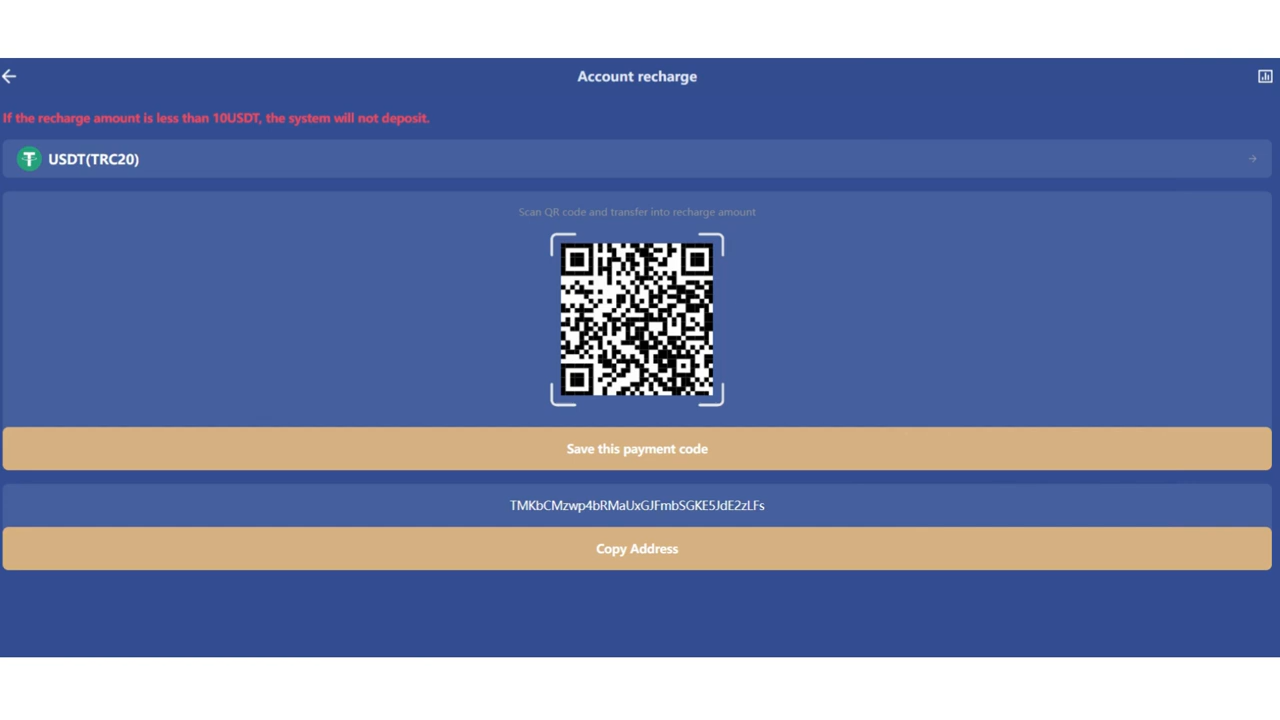 Account recharge
If the recharge amount is less than 10USDT, the system will not deposit.
USDT(TRC20)
Scan QR code and transfer into recharge amount
Save this payment code
TMKbCMzwp4bRMaUxGJFmbSGKE5JdE2zLFs
Copy Address